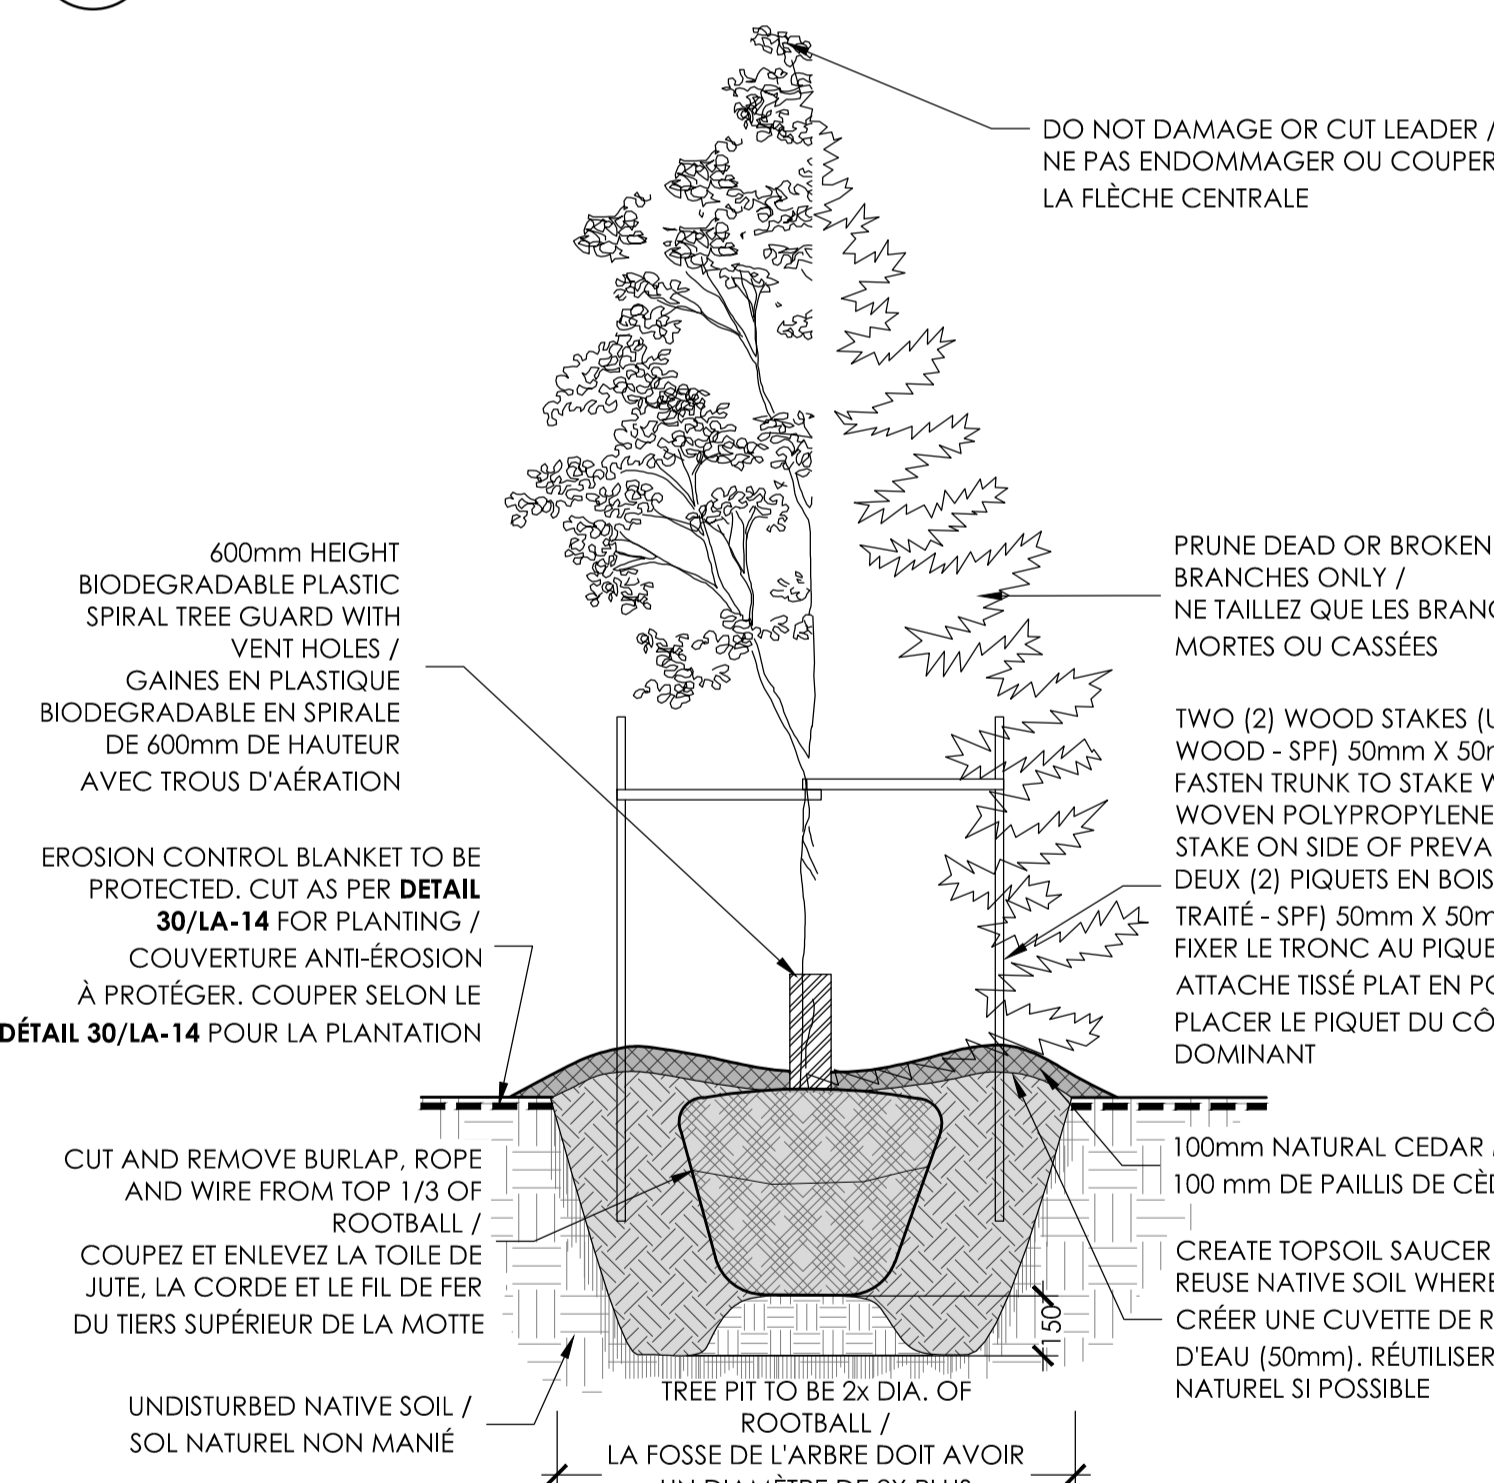 DO NOT DAMAGE OR CUT LEADER /
NE PAS ENDOMMAGER OU COUPER
LA FLÈCHE CENTRALE
600mm HEIGHT
BIODEGRADABLE PLASTIC
SPIRAL TREE GUARD WITH
VENT HOLES /
GAINES EN PLASTIQUE
BIODEGRADABLE EN SPIRALE
DE 600mm DE HAUTEUR
AVEC TROUS D'AÉRATION
PRUNE DEAD OR BROKEN
BRANCHES ONLY /
NE TAILLEZ QUE LES
MORTES OU CASSÉES
TWO (2) WOOD STAKES
WOOD - SPF) 50mm X
FASTEN TRUNK TO STAKE
WOVEN POLYPROPYLENE
STAKE ON SIDE OF
DEUX (2) PIQUETS EN BOIS
TRAITÉ - SPF) 50mm X
FIXER LE TRONC AU
ATTACHE TISSÉ PLAT EN
PLACER LE PIQUET DU
DOMINANT
EROSION CONTROL BLANKET TO BE
PROTECTED. CUT AS PER DETAIL
30/LA-14 FOR PLANTING /
COUVERTURE ANTI-ÉROSION
À PROTÉGER. COUPER SELON LE
DÉTAIL 30/LA-14 POUR LA PLANTATION
CUT AND REMOVE BURLAP, ROPE
AND WIRE FROM TOP 1/3 OF
ROOTBALL /
COUPEZ ET ENLEVEZ LA TOILE DE
JUTE, LA CORDE ET LE FIL DE FER
DU TIERS SUPÉRIEUR DE LA MOTTE
100mm NATURAL CEDAR
100 mm DE PAILLIS DE
CREATE TOPSOIL SAUCER
REUSE NATIVE SOIL WHERE
CRÉER UNE CUVETTE DE
D'EAU (50mm). RÉUTILISER
NATUREL SI POSSIBLE
150
UNDISTURBED NATIVE SOIL /
SOL NATUREL NON MANIÉ
TREE PIT TO BE 2x DIA. OF
ROOTBALL /
LA FOSSE DE L'ARBRE DOIT AVOIR
UN DIAMÈTRE DE 2X PLUS